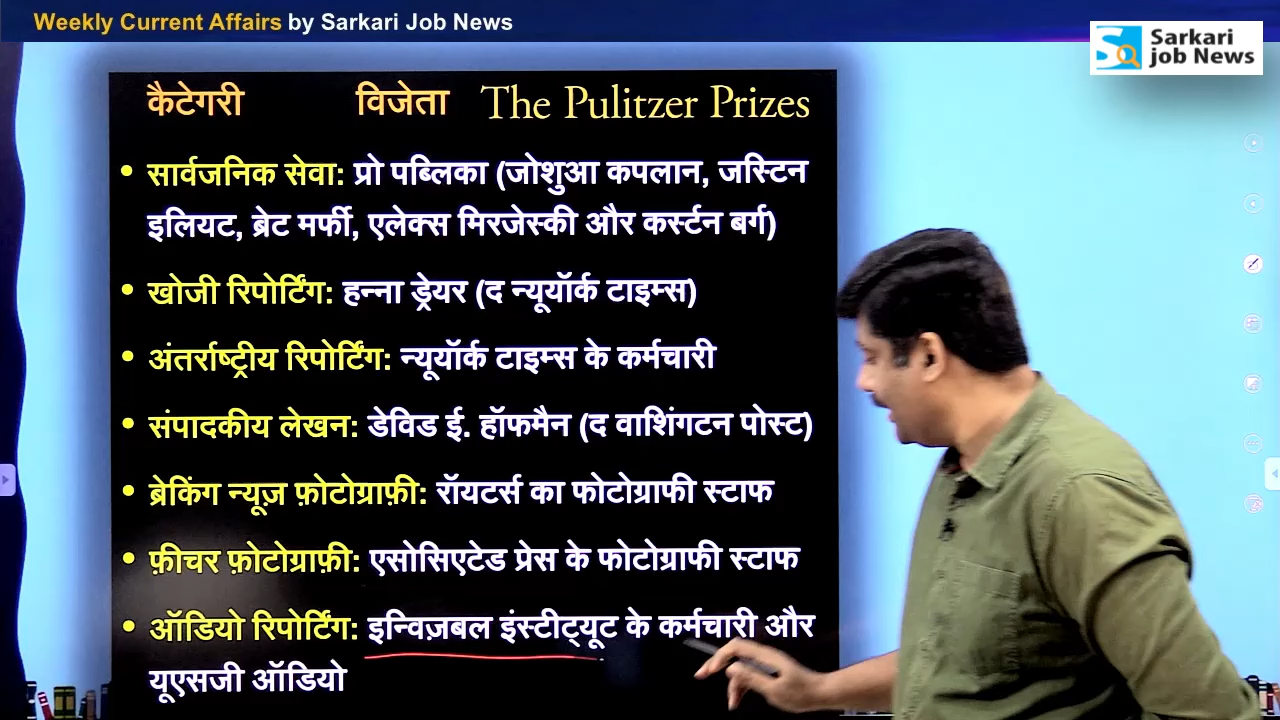 Weekly Current Affairs by Sarkari Job News
Sarkari
Job News
कैटेगरी विजेता The Pulitzer Prizes
• सार्वजनिक सेवा: प्रो पब्लिका (जोशुआ कपलान, जस्टिन
इलियट, ब्रेट मर्फी, एलेक्स मिरजेस्की और कर्स्टन बर्ग)
• खोजी रिपोर्टिंग: हन्ना ड्रेयर (द न्यूयॉर्क टाइम्स)
• अंतर्राष्ट्रीय रिपोर्टिंग: न्यूयॉर्क टाइम्स के कर्मचारी
• संपादकीय लेखन: डेविड ई. हॉफमैन (द वाशिंगटन पोस्ट)
• ब्रेकिंग न्यूज़ फ़ोटोग्राफ़ी: रॉयटर्स का फोटोग्राफी स्टाफ
• फ़ीचर फ़ोटोग्राफ़ी: एसोसिएटेड प्रेस के फोटोग्राफी स्टाफ
• ऑडियो रिपोर्टिंग: इन्विज़बल इंस्टीट्यूट के कर्मचारी और
यूएसजी ऑडियो